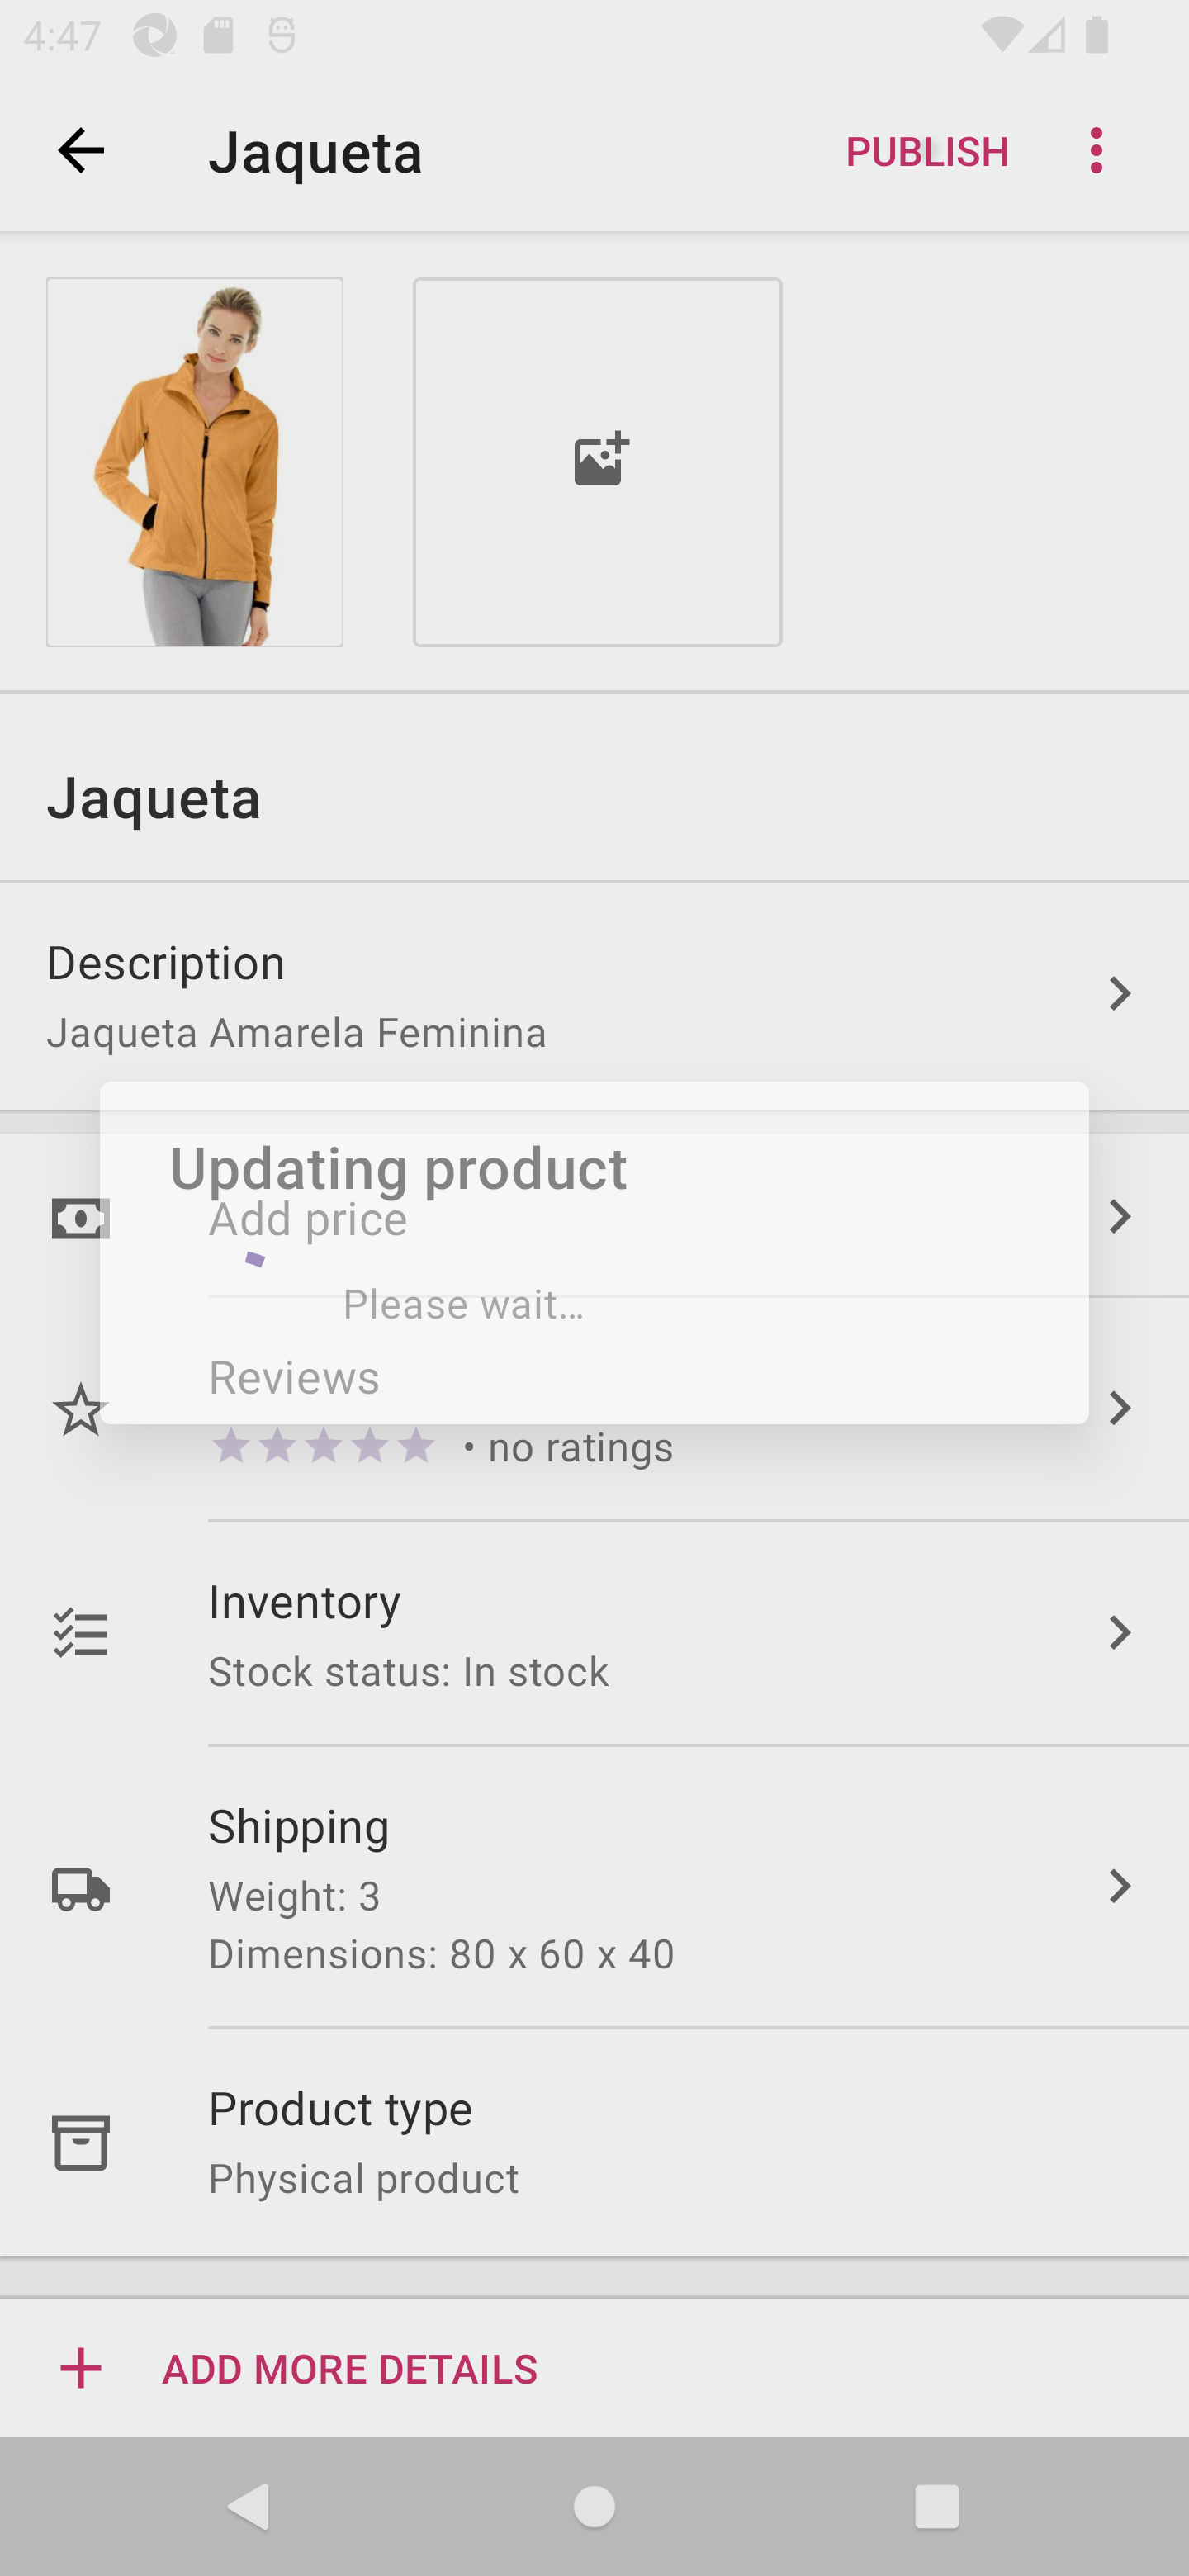 4:47
Jaqueta
PUBLISH
Jaqueta
Description
Jaqueta Amarela Feminina
Updating product
Add price
Please wait...
Reviews
• no ratings
Inventory
Stock status: In stock
Shipping
Weight: 3
Dimensions: 80 x 60 x 40
Product type
Physical product
ADD MORE DETAILS